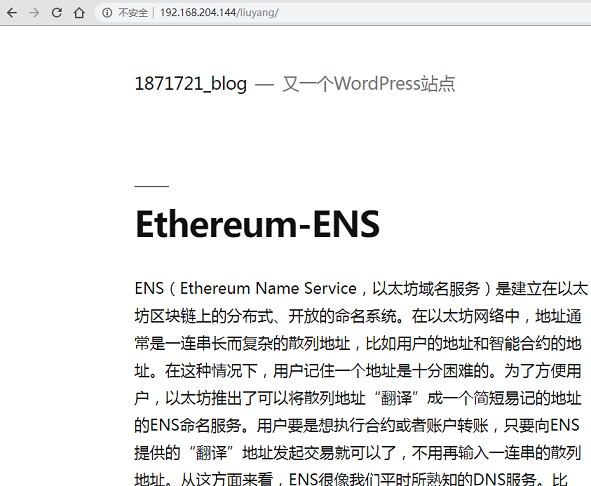 不安全 | 192.168.204.144/liuyang/
1871721_blog — 又一个WordPress站点
Ethereum-ENS
ENS（Ethereum Name Service，以太坊域名服务）是建立在以太
坊区块链上的分布式、开放的命名系统。在以太坊网络中，地址通
常是一连串长而复杂的散列地址，比如用户的地址和智能合约的地
址。在这种情况下，用户记住一个地址是十分困难的。为了方便用
户，以太坊推出了可以将散列地址“翻译”成一个简短易记的地址
的ENS命名服务。用户要是想执行合约或者账户转账，只要向ENS
提供的“翻译”地址发起交易就可以了，不用再输入一连串的散列
地址。从这方面来看，ENS很像我们平时所熟知的DNS服务。比